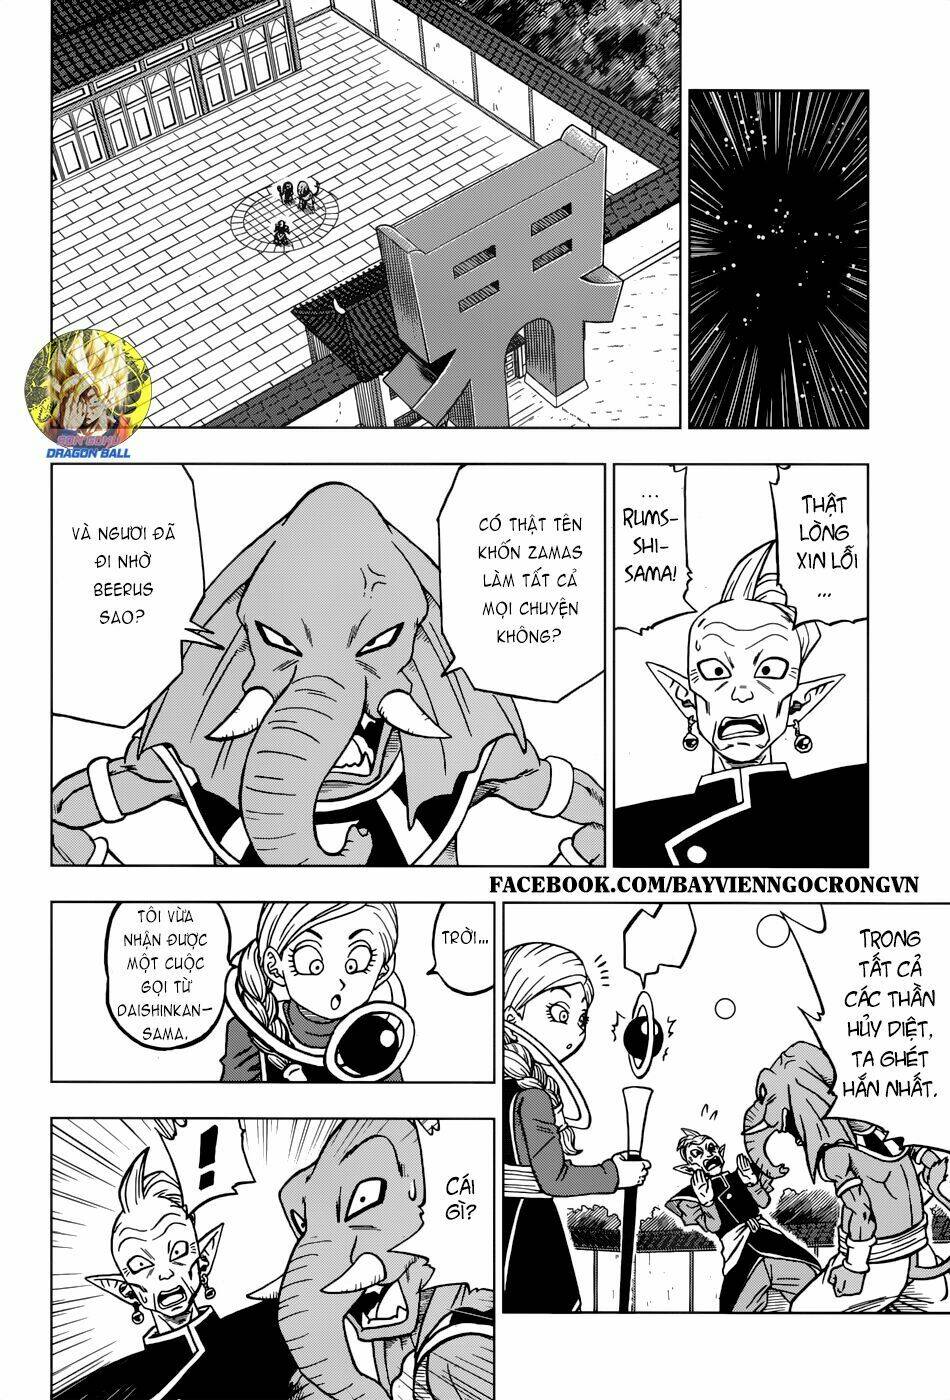 SON GOKU
DRAGON BALL
THẬT
LÒNG
XIN LỖI
...
...
RUMS-
SHI-
SAMA!
CÓ THẬT TÊN
KHỐN ZAMAS
LÀM TẤT CẢ
MỌI CHUYỆN
KHÔNG?
VÀ NGƯƠI ĐÃ
ĐI NHỜ
BEERUS
SAO?
FACEBOOK.COM/BAYVIENNGOCRONGVN
TRONG
TẤT CẢ
CÁC THẦN
HỦY DIỆT,
TA GHÉT
HẮN NHẤT.
TRỜI...
TÔI VỪA
NHẬN ĐƯỢC
MỘT CUỘC
GỌI TỪ
DAISHINKAN-
SAMA.
CÁI
GÌ?
!